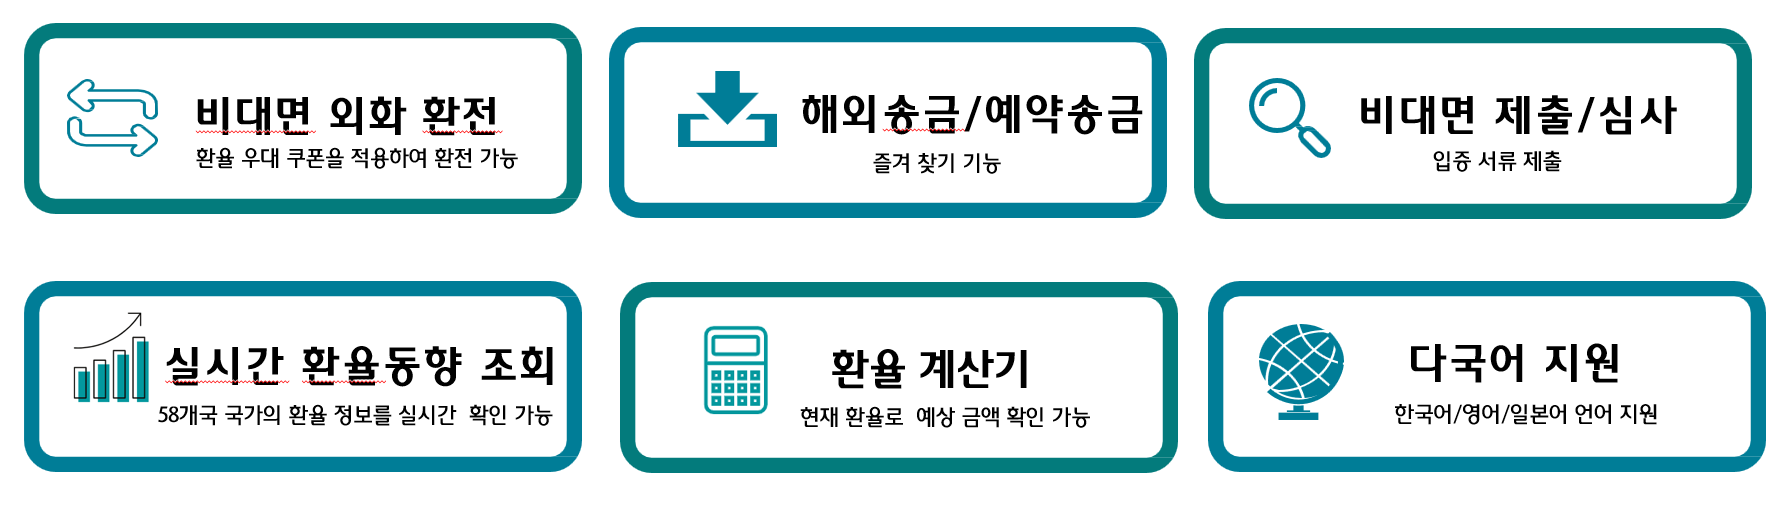 비대면 외화 환전
환율 우대 쿠폰을 적용하여 환전 가능
해외송금/예약송금
즐겨 찾기 기능
비대면 제출/심사
입증 서류 제출
실시간 환율동향 조회
58개국 국가의 환율 정보를 실시간 확인 가능
환율 계산기
현재 환율로 예상 금액 확인 가능
다국어 지원
한국어/영어/일본어 언어 지원